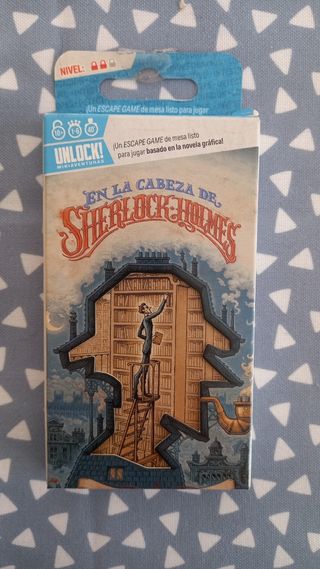 NIVEL:
¡Un ESCAPE GAME de mesa listo para jugar
10+ 1-6 40'
UNLOCK!
MINIAVENTURAS
¡Un ESCAPE GAME de mesa listo
para jugar basado en la novela gráfica!
EN LA CABEZA DE
SHERLOCK HOLMES